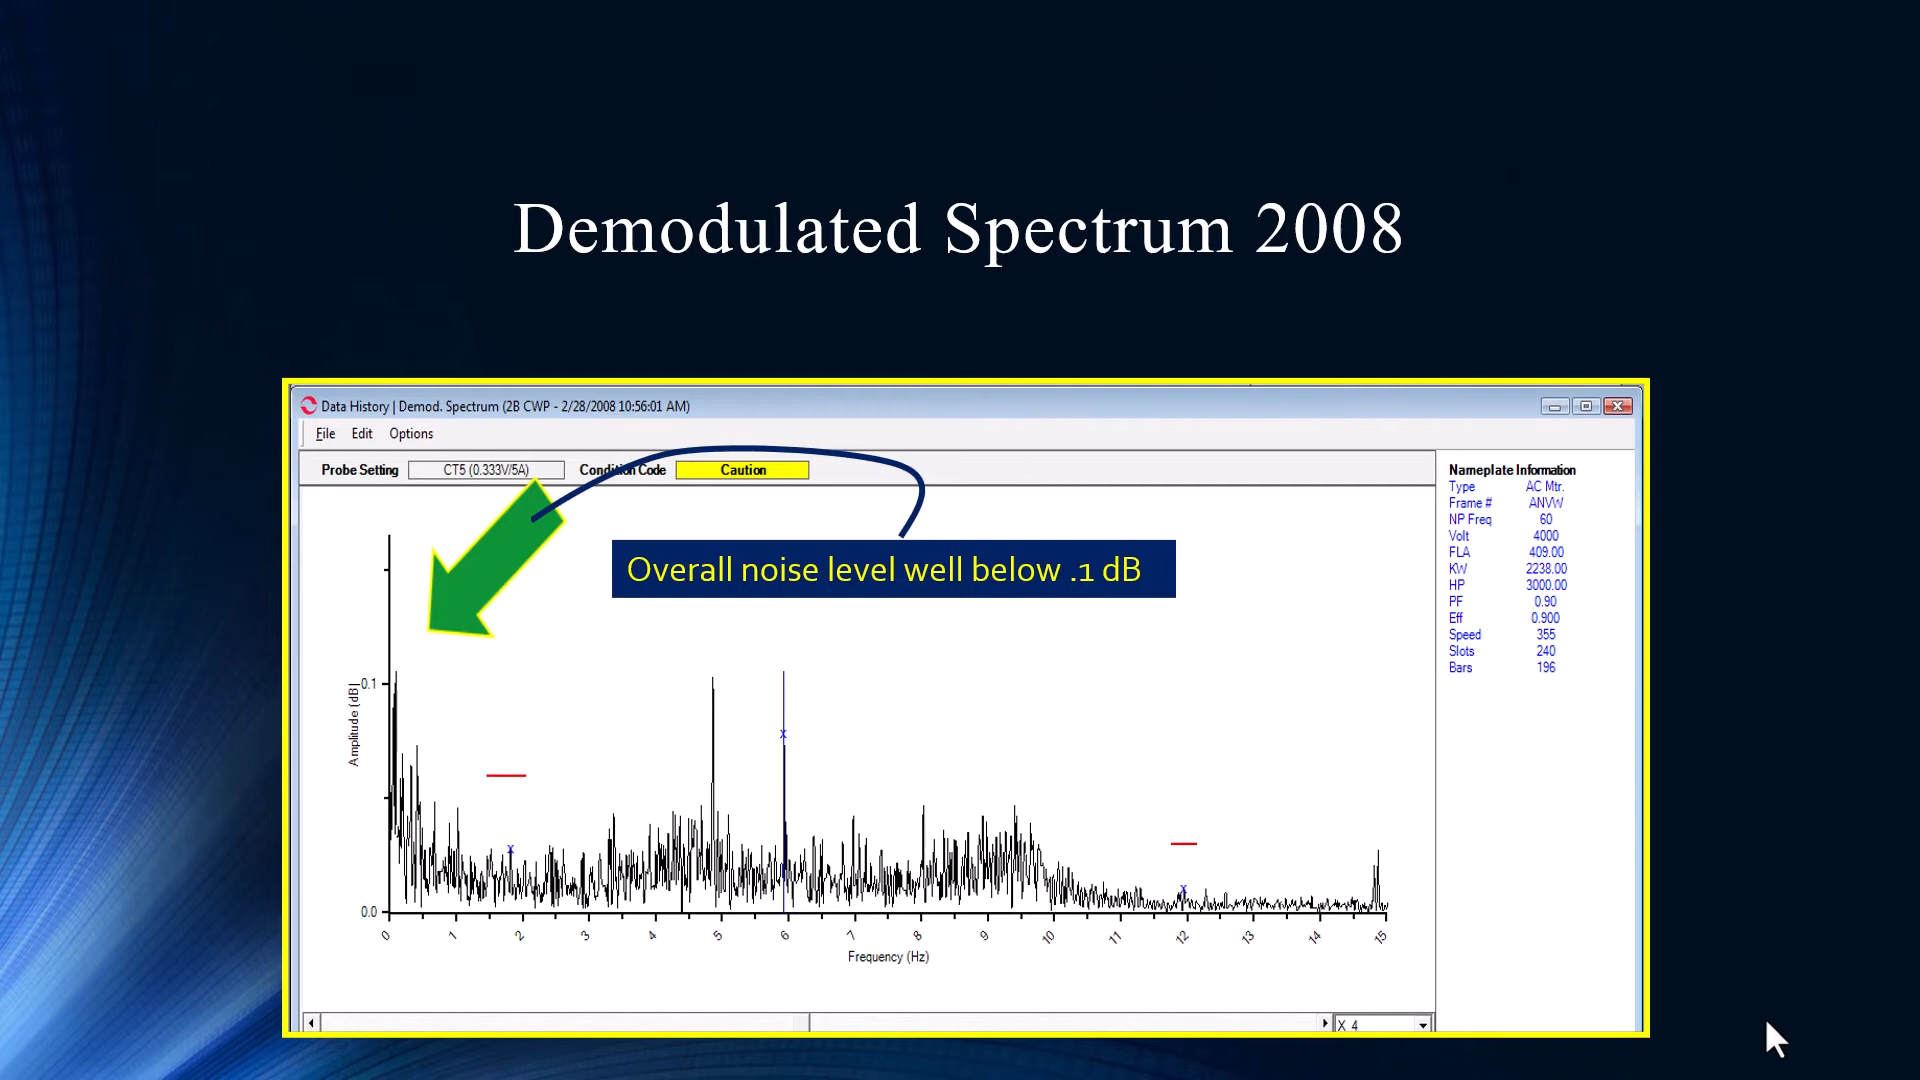 Demodulated Spectrum 2008
Data History | Demod. Spectrum (2B CWP - 2/28/2008 10:56:01 AM)
File Edit Options
Probe Setting CT5 (0.333V/5A) Condition Code Caution
Nameplate Information
Type AC Mtr.
Frame # ANVW
NP Freq 60
Volt 4000
FLA 409.00
KW 2238.00
HP 3000.00
PF 0.90
Eff 0.900
Speed 355
Slots 240
Bars 196
Overall noise level well below .1 dB
Amplitude (dB)
0.1
0.0
0 1 2 3 4 5 6 7 8 9 10 11 12 13 14 15
Frequency (Hz)
X 4